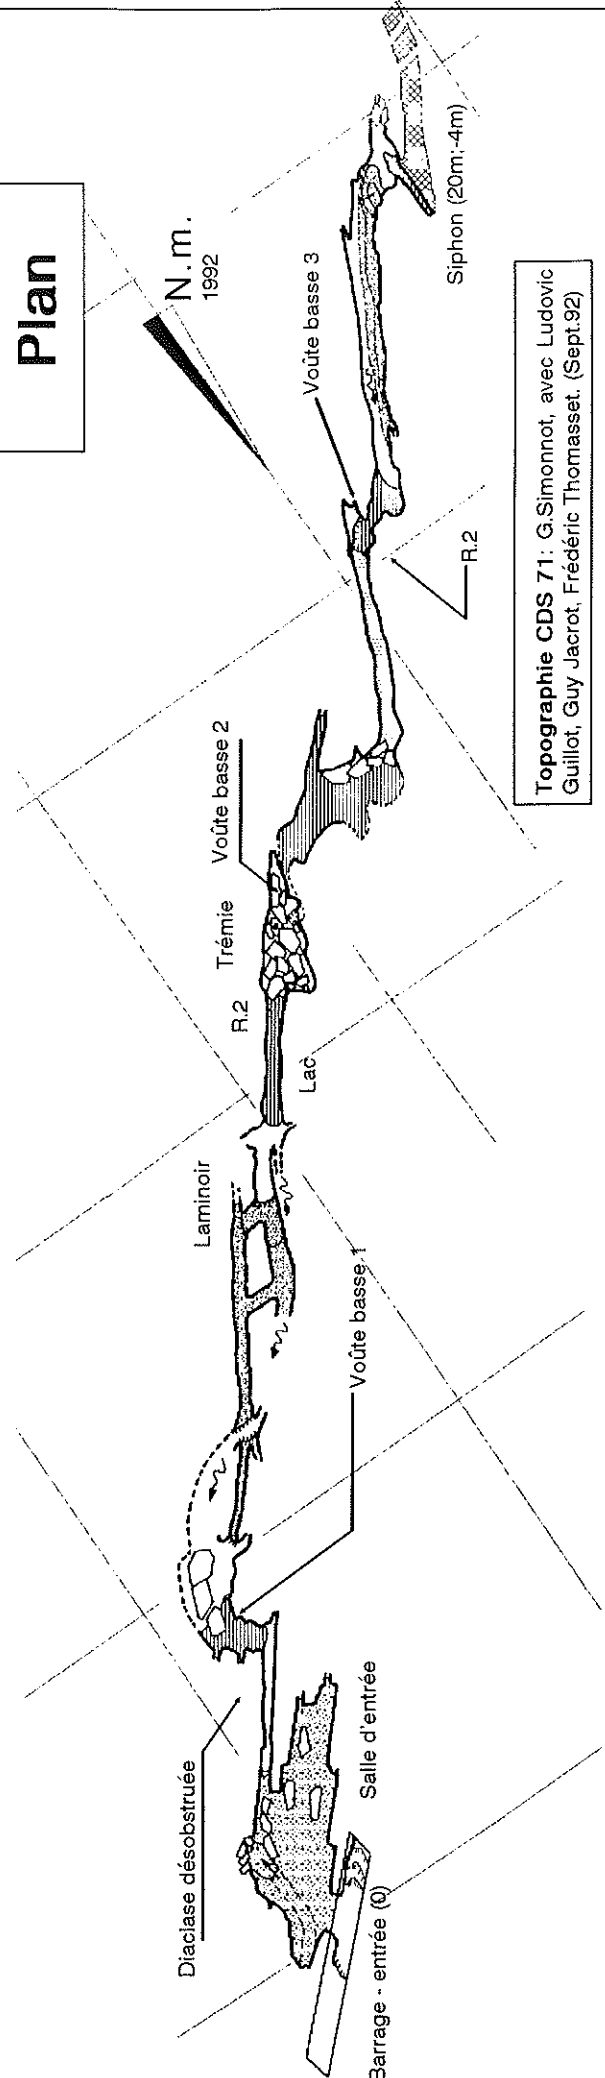 Plan
N.m.
1992
Siphon (20m;-4m)
Voûte basse 3
R.2
Topographie CDS 71: G.Simonnot, avec Ludovic
Guillot, Guy Jacrot, Frédéric Thomasset. (Sept.92)
Voûte basse 2
Trémie
R.2
Lac
Laminoir
Voûte basse 1
Diaclase désobstruée
Salle d'entrée
Barrage - entrée (0)